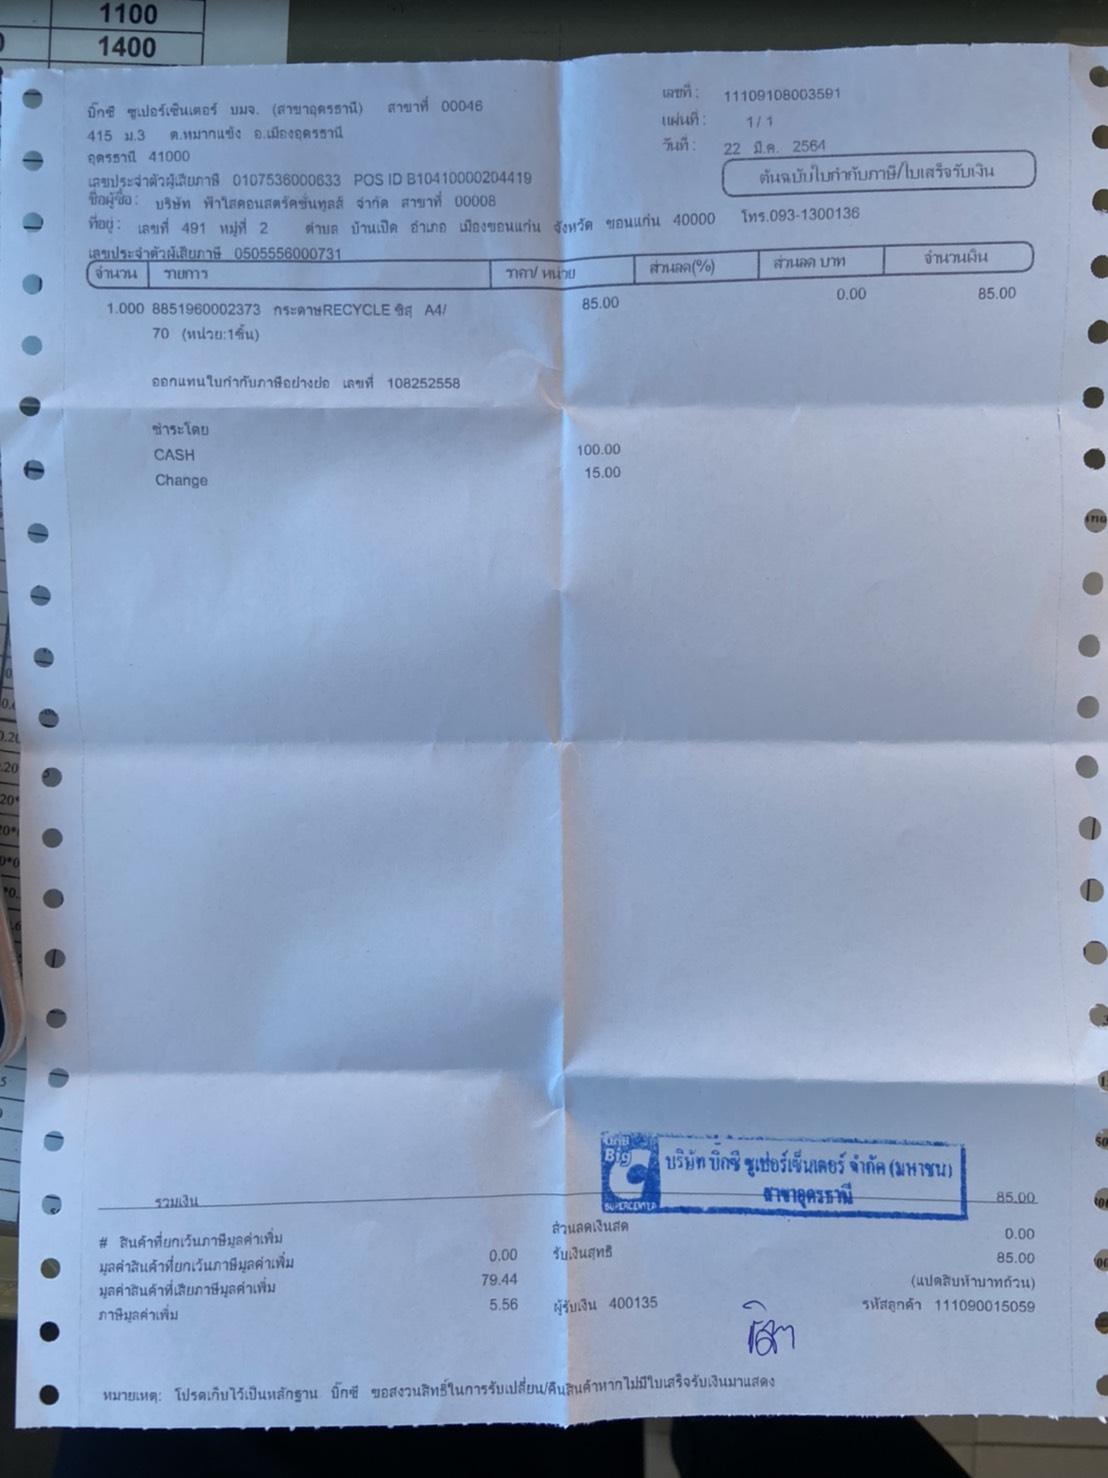 1100
1400
บิ๊กซี ซูเปอร์เซ็นเตอร์ บมจ. (สาขาอุดรธานี) สาขาที่ 00046
เลขที่ : 11109108003591
415 ม.3 ต.หมากแข้ง อ.เมืองอุดรธานี
แผ่นที่ : 1/ 1
อุดรธานี 41000
วันที่ : 22 มี.ค. 2564
ต้นฉบับใบกำกับภาษี/ใบเสร็จรับเงิน
เลขประจำตัวผู้เสียภาษี 0107536000633 POS ID B10410000204419
ชื่อผู้ซื้อ: บริษัท ฟ้าใสคอนสตรัคชั่นทูลส์ จำกัด สาขาที่ 00008
ที่อยู่ : เลขที่ 491 หมู่ที่ 2 ตำบล บ้านเป็ด อำเภอ เมืองขอนแก่น จังหวัด ขอนแก่น 40000 โทร.093-1300136
เลขประจำตัวผู้เสียภาษี 0505556000731
จำนวน รายการ ราคา/ หน่วย ส่วนลด(%) ส่วนลด บาท จำนวนเงิน
1.000 8851960002373 กระดาษRECYCLE ชิสุ A4/ 85.00 0.00 85.00
70 (หน่วย:1ชิ้น)
ออกแทนใบกำกับภาษีอย่างย่อ เลขที่ 108252558
ชำระโดย
CASH 100.00
Change 15.00
บิ๊กซี
Big C
SUPERCENTER
บริษัท บิ๊กซี ซูเปอร์เซ็นเตอร์ จำกัด (มหาชน)
สาขาอุดรธานี
รวมเงิน 85.00
# สินค้าที่ยกเว้นภาษีมูลค่าเพิ่ม ส่วนลดเงินสด 0.00
มูลค่าสินค้าที่ยกเว้นภาษีมูลค่าเพิ่ม 0.00 รับเงินสุทธิ 85.00
มูลค่าสินค้าที่เสียภาษีมูลค่าเพิ่ม 79.44 (แปดสิบห้าบาทถ้วน)
ภาษีมูลค่าเพิ่ม 5.56 ผู้รับเงิน 400135 รหัสลูกค้า 111090015059
หมายเหตุ: โปรดเก็บไว้เป็นหลักฐาน บิ๊กซี ขอสงวนสิทธิ์ในการรับเปลี่ยน/คืนสินค้าหากไม่มีใบเสร็จรับเงินมาแสดง